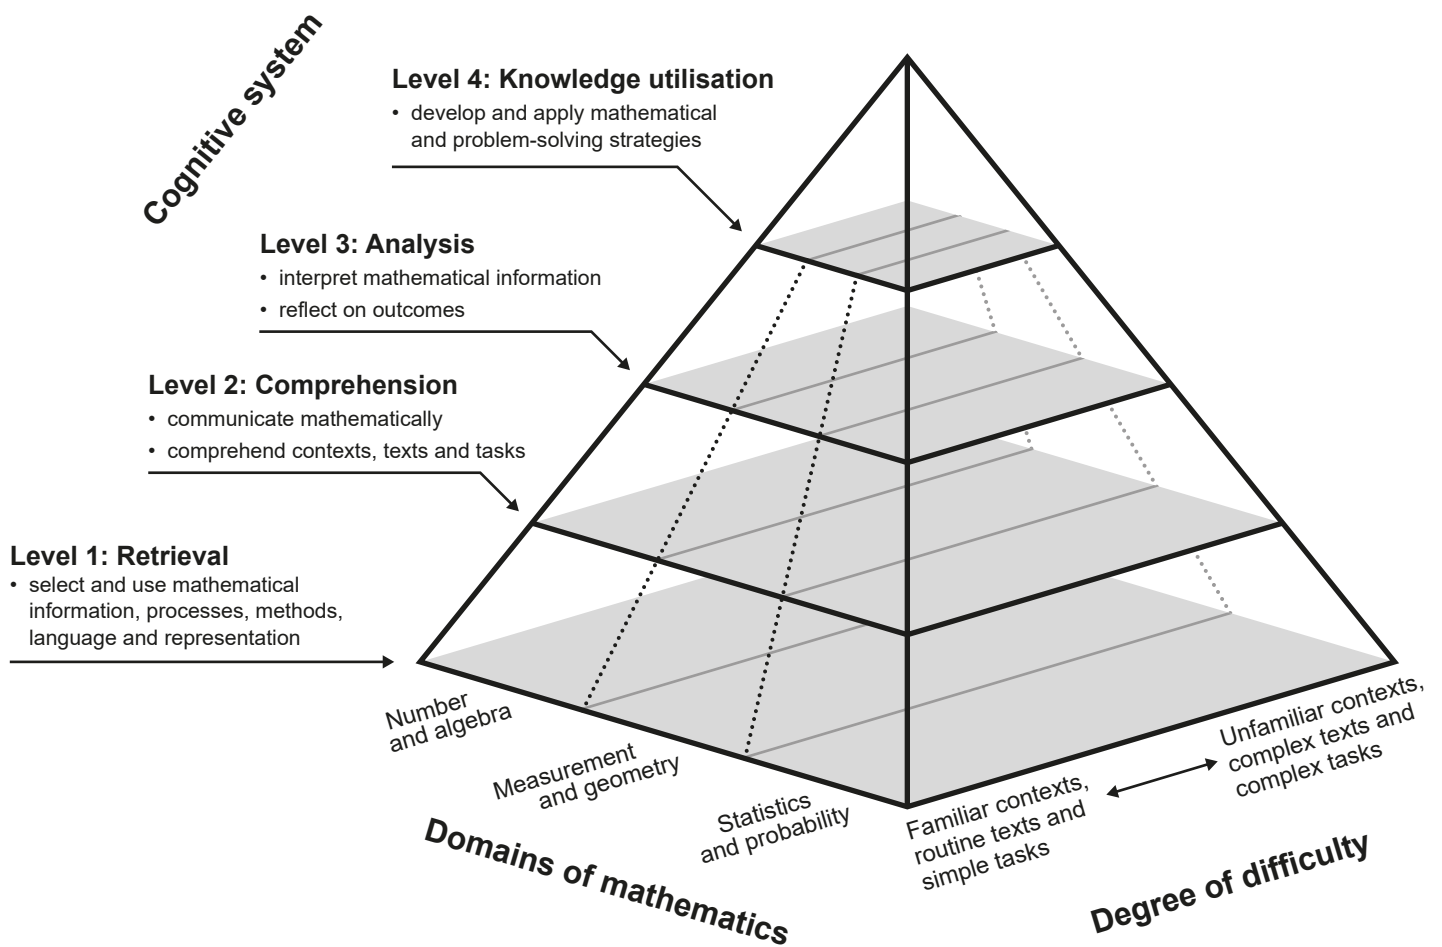 Cognitive system
Level 4: Knowledge utilisation
• develop and apply mathematical
and problem-solving strategies
Level 3: Analysis
• interpret mathematical information
• reflect on outcomes
Level 2: Comprehension
• communicate mathematically
• comprehend contexts, texts and tasks
Level 1: Retrieval
• select and use mathematical
information, processes, methods,
language and representation
Number
and algebra
Measurement
and geometry
Statistics
and probability
Domains of mathematics
Familiar contexts,
routine texts and
simple tasks
Unfamiliar contexts,
complex texts and
complex tasks
Degree of difficulty